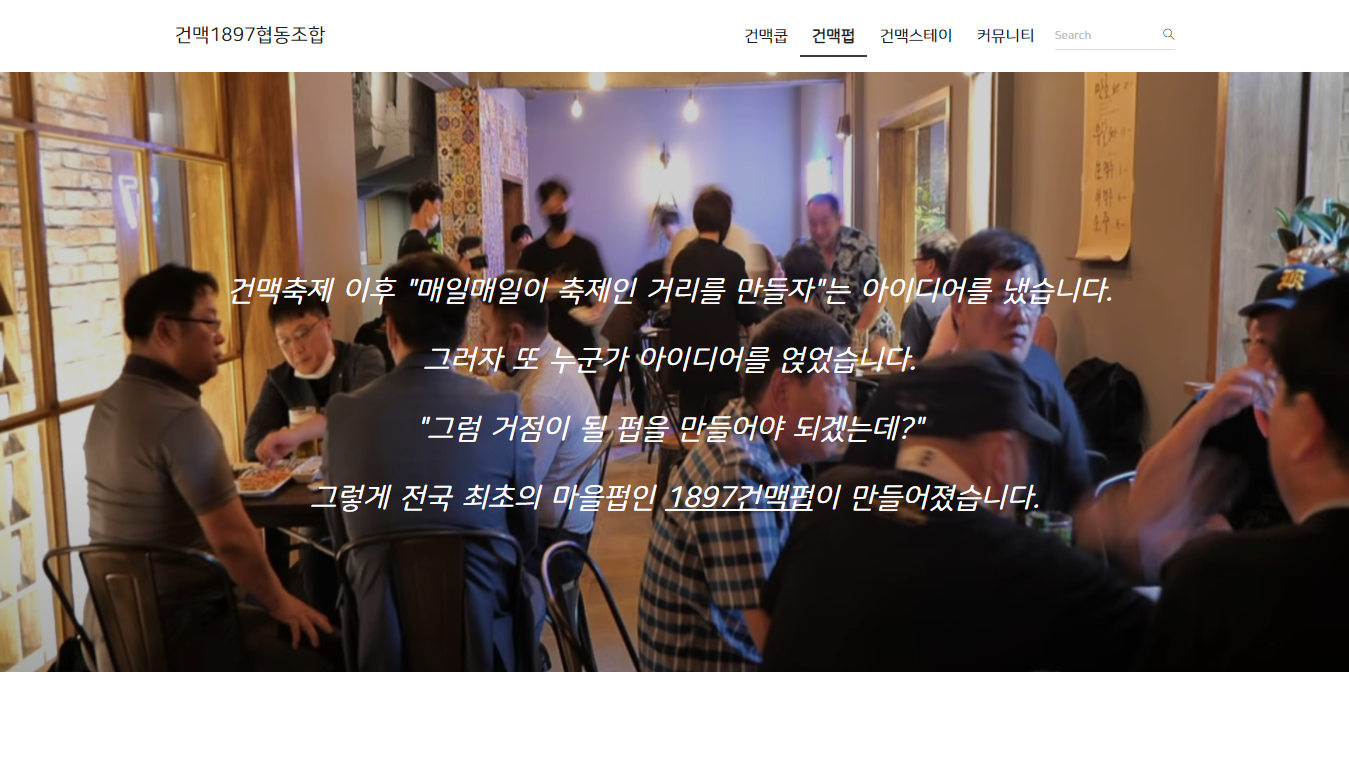 건맥1897협동조합
건맥쿱 건맥펍 건맥스테이 커뮤니티 Search
건맥축제 이후 "매일매일이 축제인 거리를 만들자"는 아이디어를 냈습니다.
그러자 또 누군가 아이디어를 얹었습니다.
"그럼 거점이 될 펍을 만들어야 되겠는데?"
그렇게 전국 최초의 마을펍인 1897건맥펍이 만들어졌습니다.